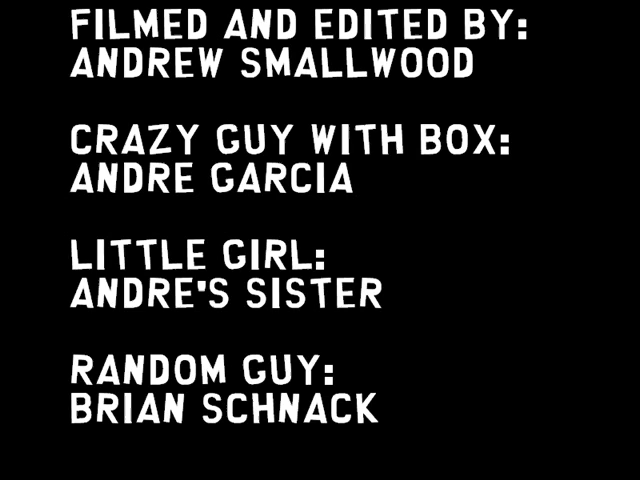 FILMED AND EDITED BY:
ANDREW SMALLWOOD
CRAZY GUY WITH BOX:
ANDRE GARCIA
LITTLE GIRL:
ANDRE'S SISTER
RANDOM GUY:
BRIAN SCHNACK